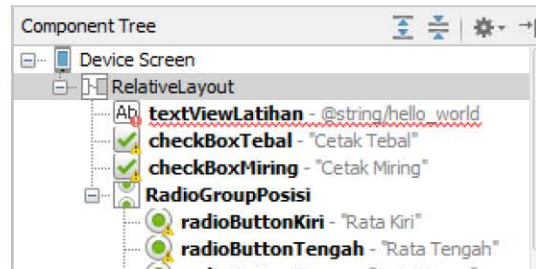 Component Tree
Device Screen
RelativeLayout
Ab textViewLatihan - @string/hello_world
checkBoxTebal - "Cetak Tebal"
checkBoxMiring - "Cetak Miring"
RadioGroupPosisi
radioButtonKiri - "Rata Kiri"
radioButtonTengah - "Rata Tengah"